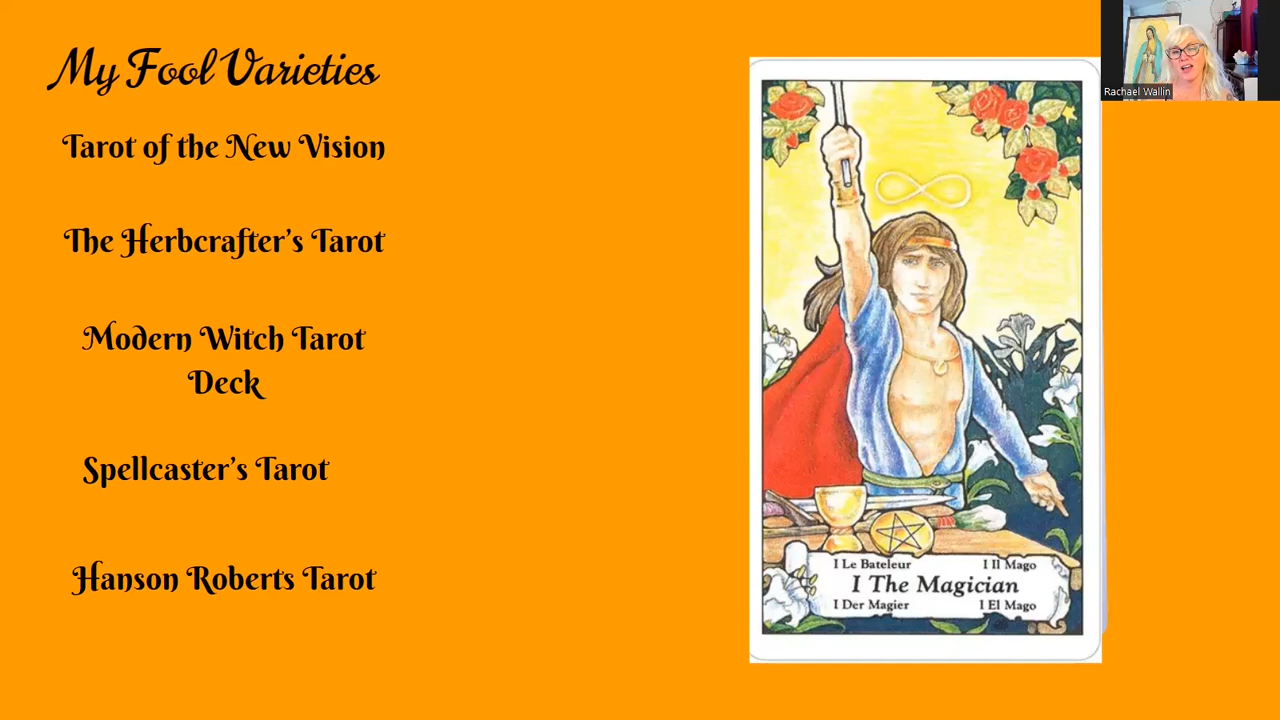 My Fool Varieties
Tarot of the New Vision
The Herbcrafter's Tarot
Modern Witch Tarot
Deck
Spellcaster's Tarot
Hanson Roberts Tarot
Rachael Wallin
I Le Bateleur I Il Mago
I The Magician
I Der Magier I El Mago